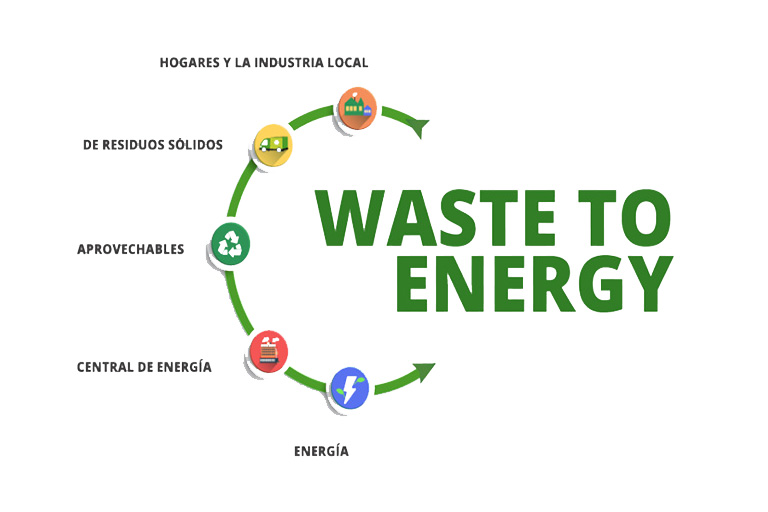 HOGARES Y LA INDUSTRIA LOCAL
DE RESIDUOS SÓLIDOS
APROVECHABLES
CENTRAL DE ENERGÍA
ENERGÍA
WASTE TO
ENERGY